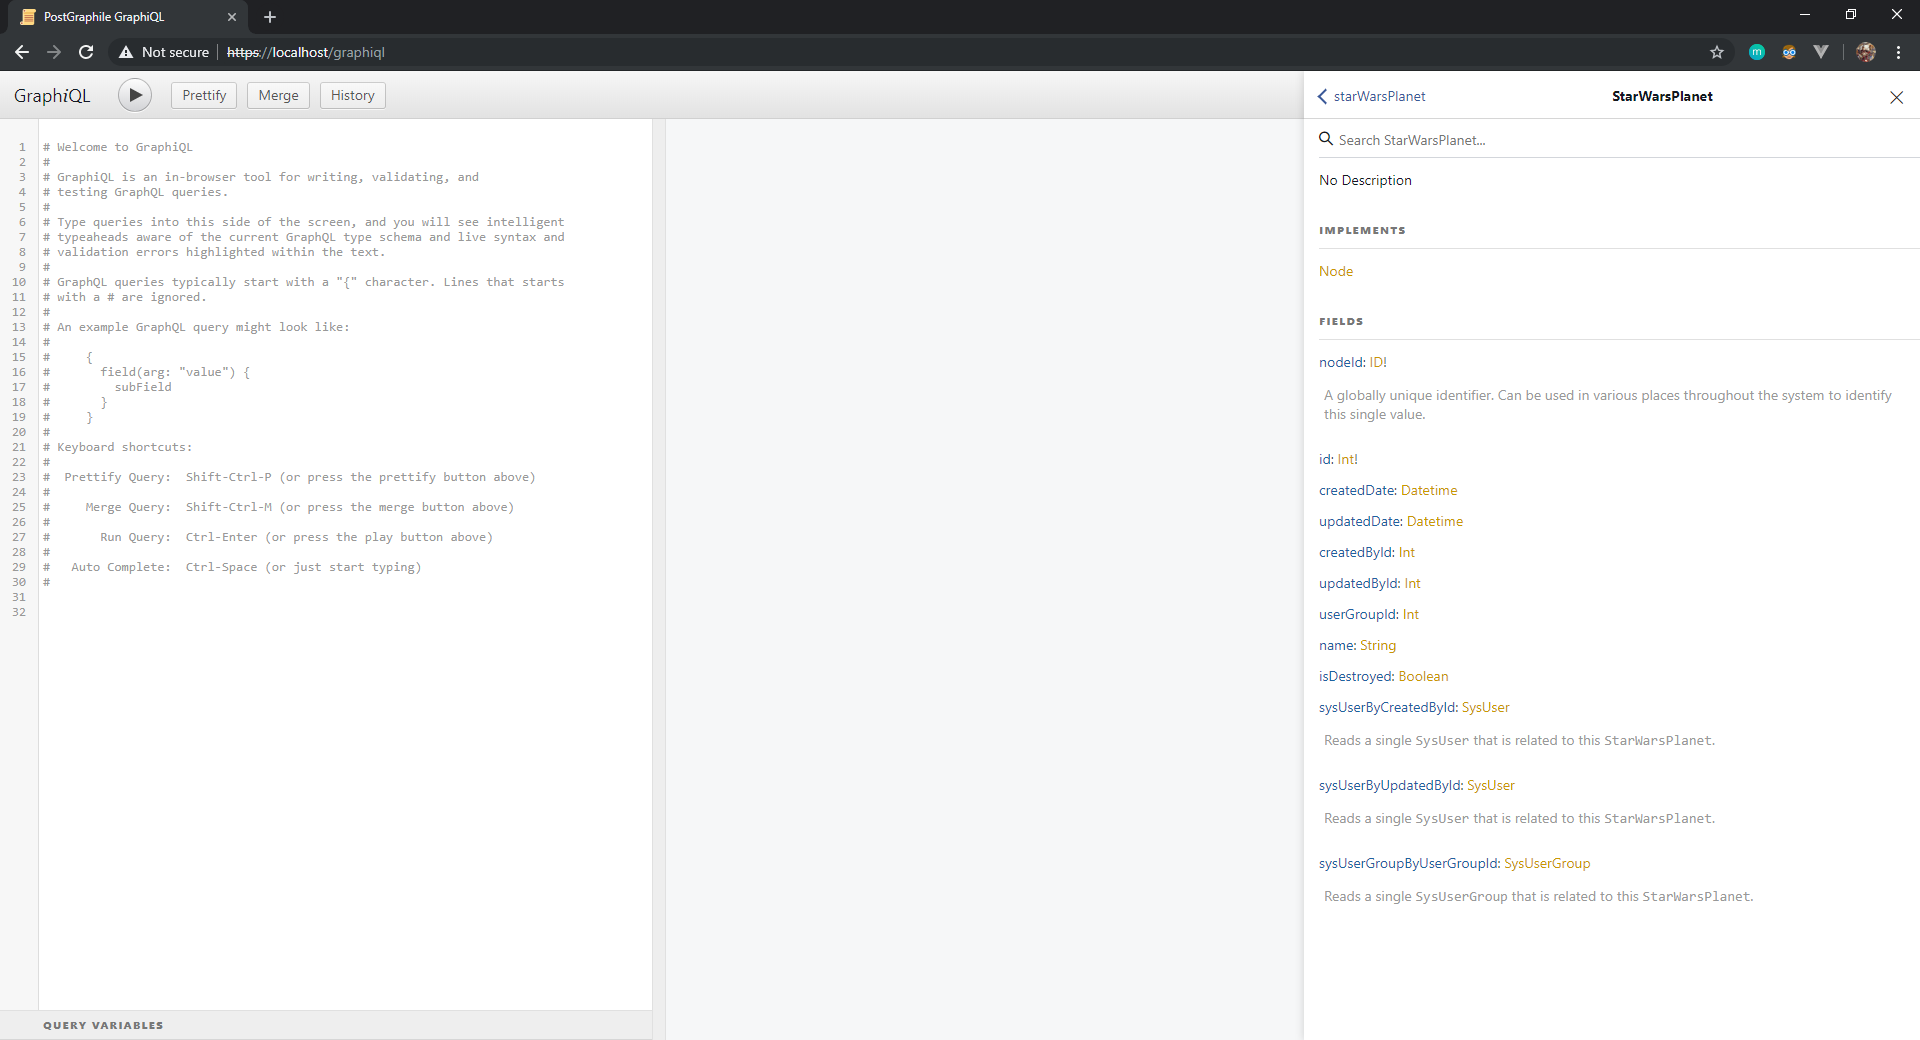 PostGraphile GraphiQL
Not secure
https://localhost/graphiql
m
GraphiQL
Prettify
Merge
History
1 # Welcome to GraphiQL
2 #
3 # GraphiQL is an in-browser tool for writing, validating, and
4 # testing GraphQL queries.
5 #
6 # Type queries into this side of the screen, and you will see intelligent
7 # typeaheads aware of the current GraphQL type schema and live syntax and
8 # validation errors highlighted within the text.
9 #
10 # GraphQL queries typically start with a "{" character. Lines that starts
11 # with a # are ignored.
12 #
13 # An example GraphQL query might look like:
14 #
15 #     {
16 #       field(arg: "value") {
17 #         subField
18 #       }
19 #     }
20 #
21 # Keyboard shortcuts:
22 #
23 #  Prettify Query:  Shift-Ctrl-P (or press the prettify button above)
24 #
25 #     Merge Query:  Shift-Ctrl-M (or press the merge button above)
26 #
27 #       Run Query:  Ctrl-Enter (or press the play button above)
28 #
29 #   Auto Complete:  Ctrl-Space (or just start typing)
30 #
31
32
QUERY VARIABLES
starWarsPlanet
StarWarsPlanet
Search StarWarsPlanet...
No Description
IMPLEMENTS
Node
FIELDS
nodeId: ID!
A globally unique identifier. Can be used in various places throughout the system to identify
this single value.
id: Int!
createdDate: Datetime
updatedDate: Datetime
createdById: Int
updatedById: Int
userGroupId: Int
name: String
isDestroyed: Boolean
sysUserByCreatedById: SysUser
Reads a single SysUser that is related to this StarWarsPlanet.
sysUserByUpdatedById: SysUser
Reads a single SysUser that is related to this StarWarsPlanet.
sysUserGroupByUserGroupId: SysUserGroup
Reads a single SysUserGroup that is related to this StarWarsPlanet.